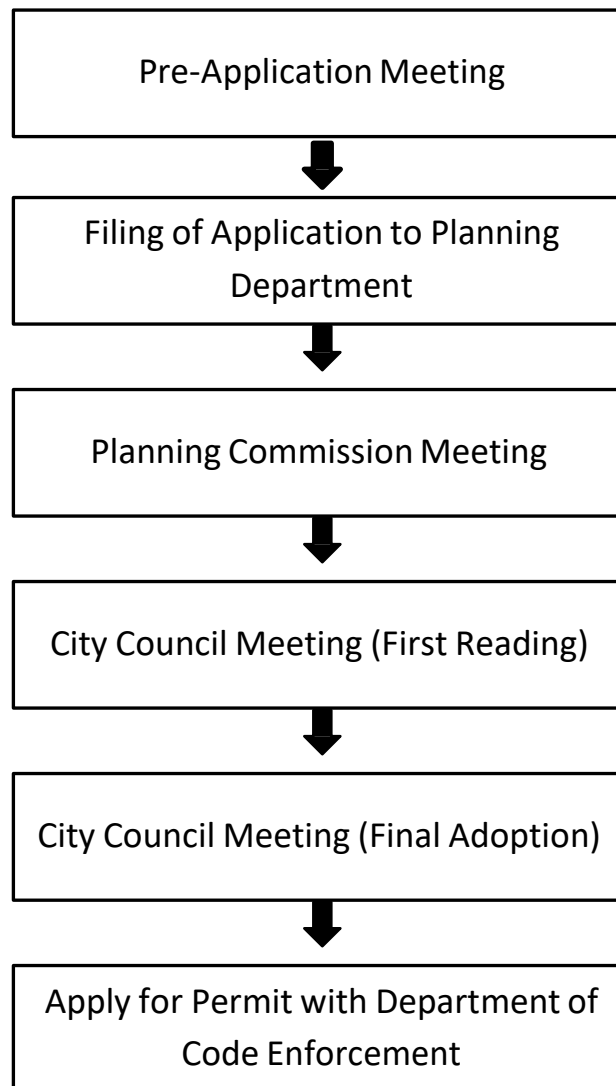 Pre-Application Meeting
Filing of Application to Planning
Department
Planning Commission Meeting
City Council Meeting (First Reading)
City Council Meeting (Final Adoption)
Apply for Permit with Department of
Code Enforcement